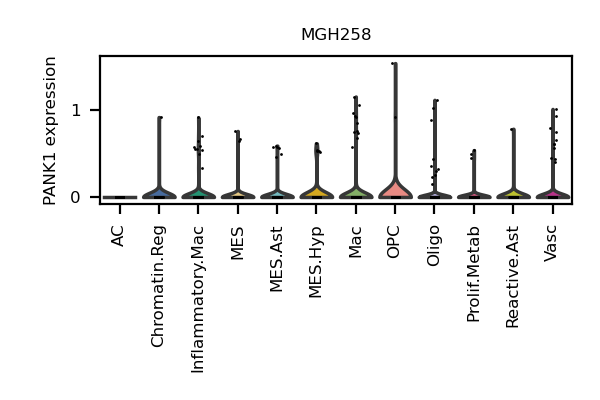 MGH258
PANK1 expression
1
0
AC
Chromatin.Reg
Inflammatory.Mac
MES
MES.Ast
MES.Hyp
Mac
OPC
Oligo
Prolif.Metab
Reactive.Ast
Vasc